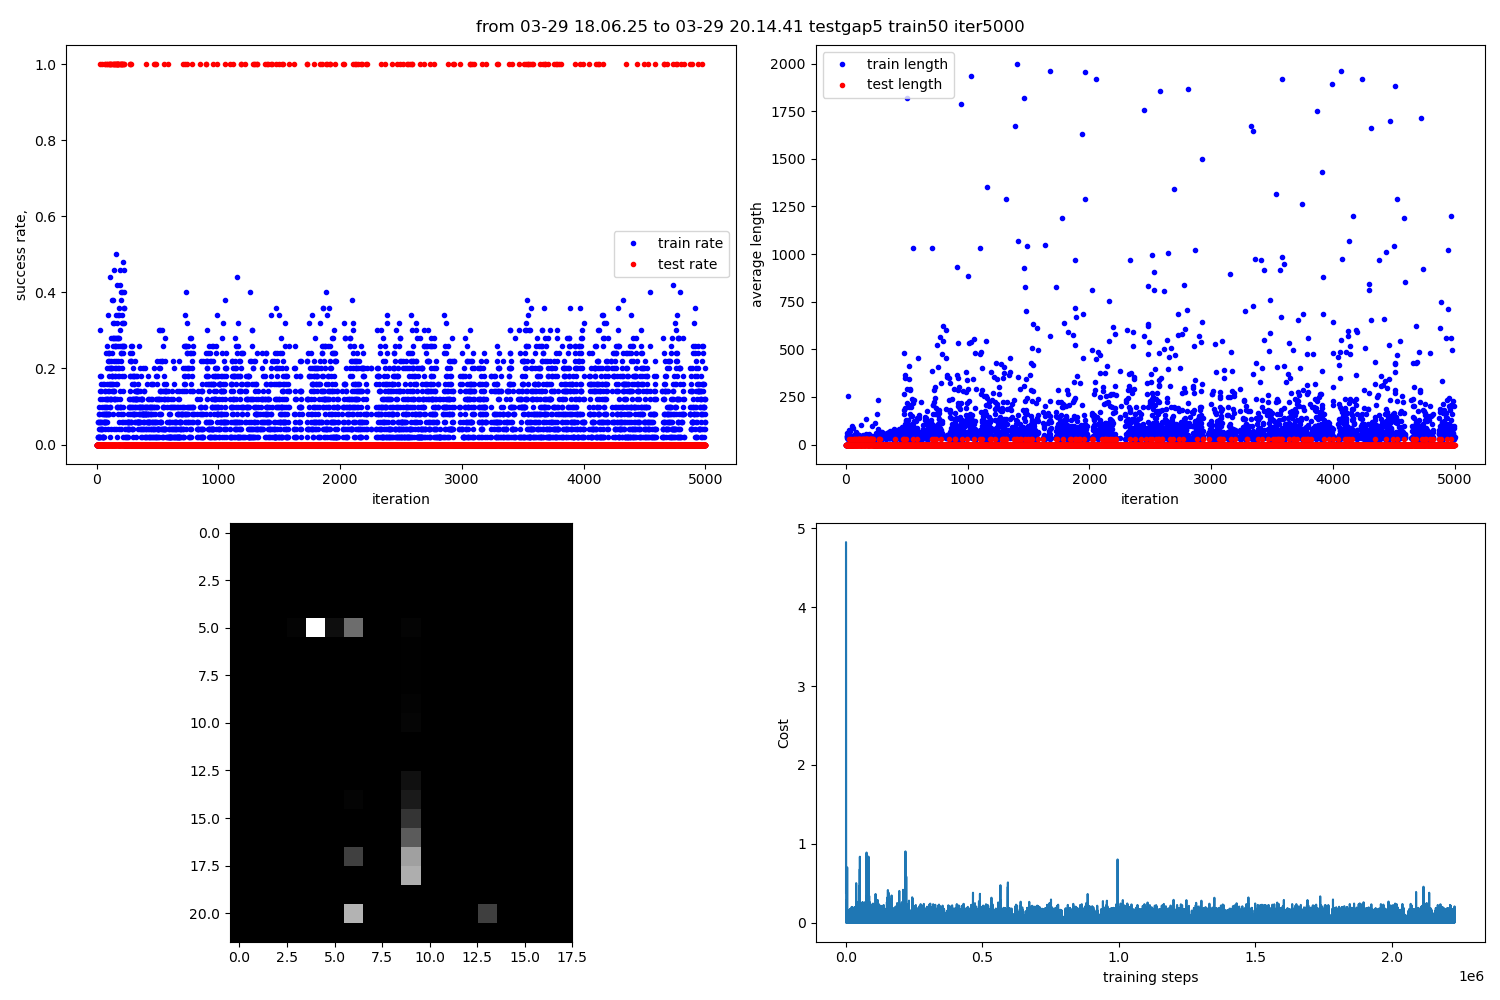 from 03-29 18.06.25 to 03-29 20.14.41 testgap5 train50 iter5000
1.0
0.8
0.6
0.4
0.2
0.0
success rate,
train rate
test rate
0 1000 2000 3000 4000 5000
iteration
2000
1750
1500
1250
1000
750
500
250
0
average length
train length
test length
0 1000 2000 3000 4000 5000
iteration
0.0
2.5
5.0
7.5
10.0
12.5
15.0
17.5
20.0
0.0 2.5 5.0 7.5 10.0 12.5 15.0 17.5
5
4
3
2
1
0
Cost
0.0 0.5 1.0 1.5 2.0
1e6
training steps